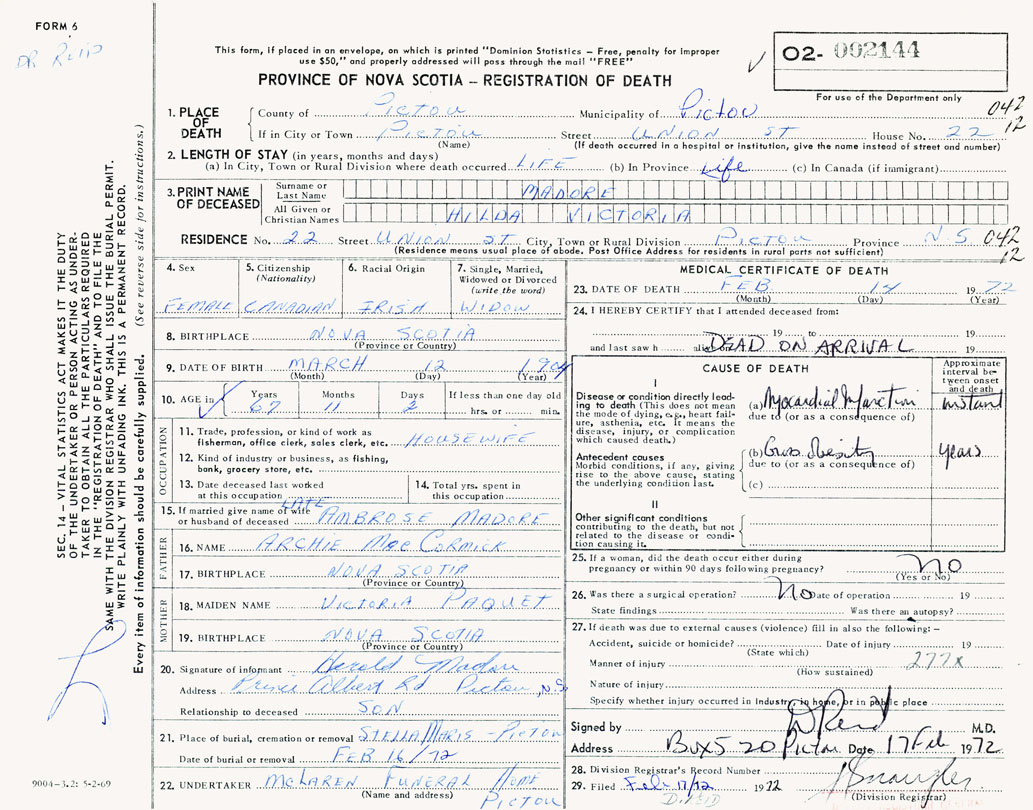 FORM 6
DR Reid
This form, if placed in an envelope, on which is printed "Dominion Statistics – Free, penalty for improper
use $50," and properly addressed will pass through the mail "FREE"
PROVINCE OF NOVA SCOTIA – REGISTRATION OF DEATH
02- 002144
For use of the Department only
042
12
1. PLACE OF DEATH
County of PICTOU Municipality of PICTOU
If in City or Town PICTOU Street UNION ST House No. 22
(Name) (If death occurred in a hospital or institution, give the name instead of street and number)
2. LENGTH OF STAY (in years, months and days)
(a) In City, Town or Rural Division where death occurred LIFE (b) In Province Life (c) In Canada (if immigrant)
3. PRINT NAME OF DECEASED
Surname or Last Name MADORE
All Given or Christian Names HILDA VICTORIA
RESIDENCE No. 22 Street UNION ST City, Town or Rural Division PICTOU Province N S 042
(Residence means usual place of abode. Post Office Address for residents in rural parts not sufficient) 12
4. Sex FEMALE
5. Citizenship (Nationality) CANADIAN
6. Racial Origin IRISH
7. Single, Married, Widowed or Divorced (write the word) WIDOW
8. BIRTHPLACE NOVA SCOTIA
(Province or Country)
9. DATE OF BIRTH MARCH 12 1904
(Month) (Day) (Year)
10. AGE in Years 67 Months 11 Days 2 If less than one day old hrs. or min.
OCCUPATION
11. Trade, profession, or kind of work as
fisherman, office clerk, sales clerk, etc. HOUSEWIFE
12. Kind of industry or business, as fishing,
bank, grocery store, etc.
13. Date deceased last worked
at this occupation
14. Total yrs. spent in
this occupation
15. If married give name of wife
or husband of deceased LATE AMBROSE MADORE
FATHER
16. NAME ARCHIE MacCORMICK
17. BIRTHPLACE NOVA SCOTIA
(Province or Country)
MOTHER
18. MAIDEN NAME VICTORIA PAQUET
19. BIRTHPLACE NOVA SCOTIA
(Province or Country)
20. Signature of informant Harold Madore
Address Prince Albert Rd Pictou, N.S.
Relationship to deceased SON
21. Place of burial, cremation or removal STELLA MARIS - PICTOU
Date of burial or removal FEB 16/72
22. UNDERTAKER McLAREN FUNERAL HOME
(Name and address) PICTOU
MEDICAL CERTIFICATE OF DEATH
23. DATE OF DEATH FEB 14 1972
(Month) (Day) (Year)
24. I HEREBY CERTIFY that I attended deceased from:
19 to 19
and last saw h alive on DEAD ON ARRIVAL 19
CAUSE OF DEATH
Approximate interval between onset and death
I
Disease or condition directly leading
to death (This does not mean
the mode of dying, e.g., heart failure,
asthenia, etc. It means the
disease, injury, or complication
which caused death.)
(a) Myocardial Infarction instant
due to (or as a consequence of)
Antecedent causes
Morbid conditions, if any, giving
rise to the above cause, stating
the underlying condition last.
(b) Gross Obesity years
due to (or as a consequence of)
(c)
II
Other significant conditions
contributing to the death, but not
related to the disease or condition
causing it.
25. If a woman, did the death occur either during
pregnancy or within 90 days following pregnancy? NO
(Yes or No)
26. Was there a surgical operation? NO Date of operation 19
State findings Was there an autopsy?
27. If death was due to external causes (violence) fill in also the following: –
Accident, suicide or homicide? Date of injury 19
(State which)
Manner of injury 277X
(How sustained)
Nature of injury
Specify whether injury occurred in Industry, in home, or in public place
Signed by D Reid M.D.
Address Box 520 Pictou Date 17 Feb 1972
28. Division Registrar's Record Number
29. Filed Feb 17/72 1972
(Division Registrar)
SEC. 14 – VITAL STATISTICS ACT MAKES IT THE DUTY
OF THE UNDERTAKER OR PERSON ACTING AS UNDERTAKER
TO OBTAIN ALL THE PARTICULARS REQUIRED
IN THE "REGISTRATION OF DEATH" AND TO FILE THE
SAME WITH THE DIVISION REGISTRAR WHO SHALL ISSUE THE BURIAL PERMIT.
WRITE PLAINLY WITH UNFADING INK. THIS IS A PERMANENT RECORD.
Every item of information should be carefully supplied. (See reverse side for instructions.)
9004-3.2: 5-2-69